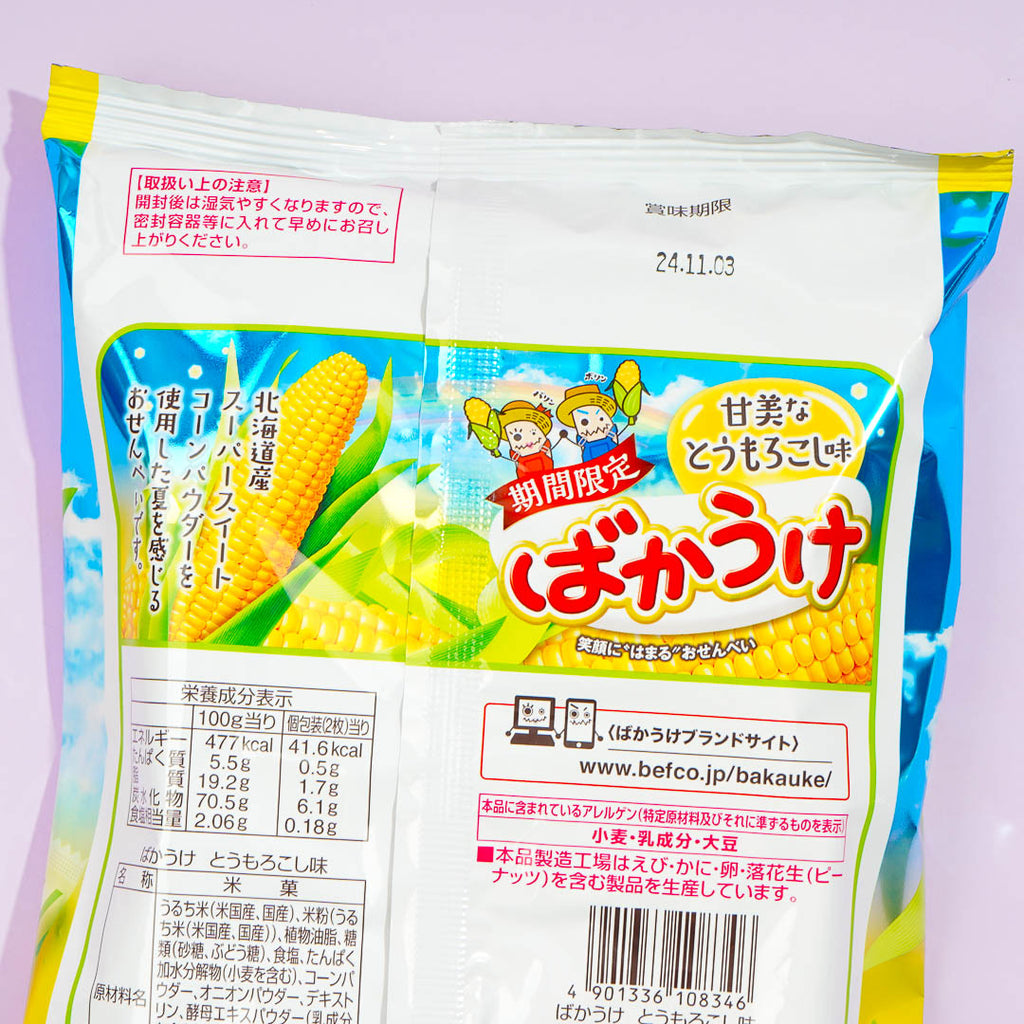 【取扱い上の注意】
開封後は湿気やすくなりますので、
密封容器等に入れて早めにお召し
上がりください。
賞味期限
24.11.03
北海道産
スーパースイート
コーンパウダーを
使用した夏を感じる
おせんべいです。
バリン
ボリン
甘美な
とうもろこし味
期間限定
ばかうけ
笑顔に“はまる”おせんべい
栄養成分表示
100g当り 個包装(2枚)当り
エネルギー 477kcal 41.6kcal
たんぱく質 5.5g 0.5g
脂質 19.2g 1.7g
炭水化物 70.5g 6.1g
食塩相当量 2.06g 0.18g
〈ばかうけブランドサイト〉
www.befco.jp/bakauke/
本品に含まれているアレルゲン(特定原材料及びそれに準ずるものを表示)
小麦・乳成分・大豆
■本品製造工場はえび・かに・卵・落花生(ピー
ナッツ)を含む製品を生産しています。
ばかうけ とうもろこし味
名称 米菓
原材料名
うるち米(米国産、国産)、米粉(うる
ち米(米国産、国産))、植物油脂、糖
類(砂糖、ぶどう糖)、食塩、たんぱく
加水分解物(小麦を含む)、コーンパ
ウダー、オニオンパウダー、デキスト
リン、酵母エキスパウダー(乳成分
4 901336 108346
ばかうけ とうもろこし味